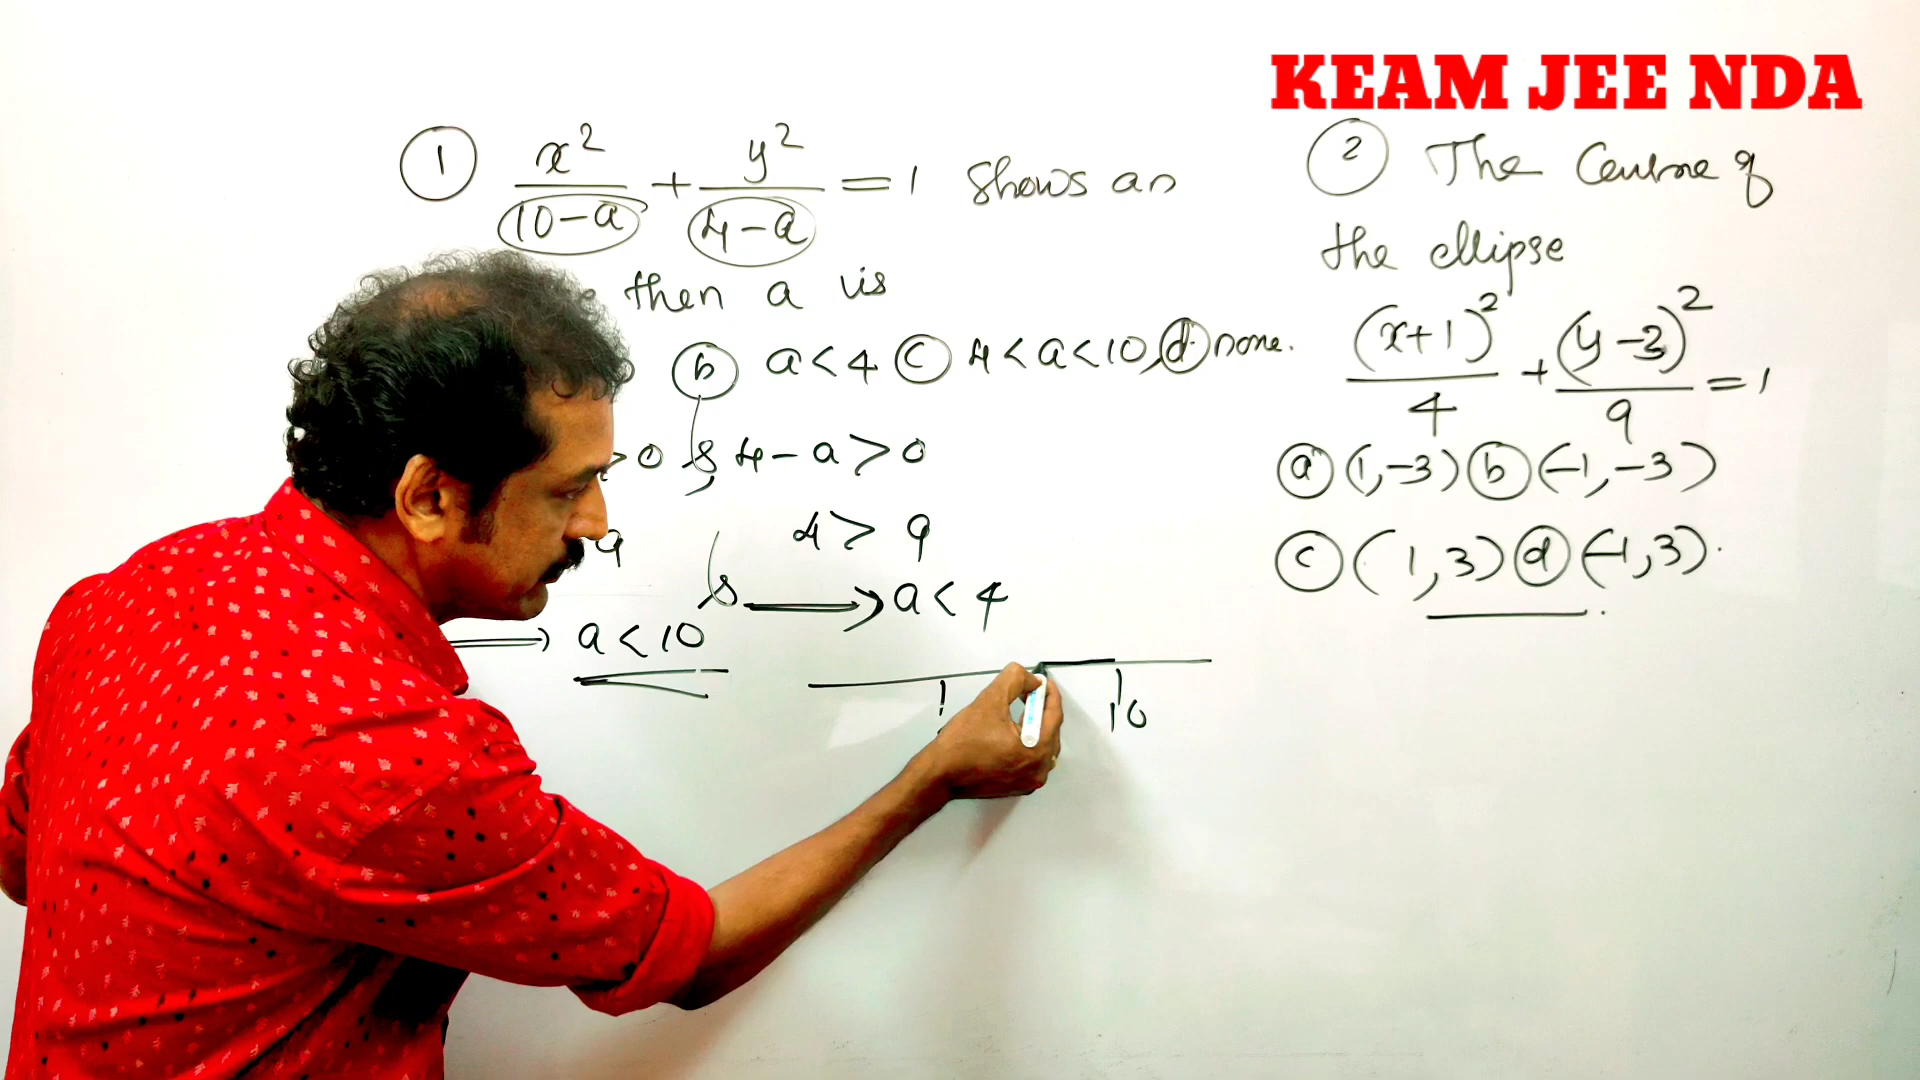 KEAM JEE NDA
① x²/(10-a) + y²/(4-a) = 1 shows an
then a is
ⓑ a<4 ⓒ 4<a<10, ⓓ none.
>0 & 4-a>0
4> a
& ⟹ a<4
⟹ a<10
10
② The Centre of
the ellipse
(x+1)²/4 + (y-3)²/9 = 1
ⓐ (1,-3) ⓑ (-1,-3)
ⓒ (1,3) ⓓ (-1,3).